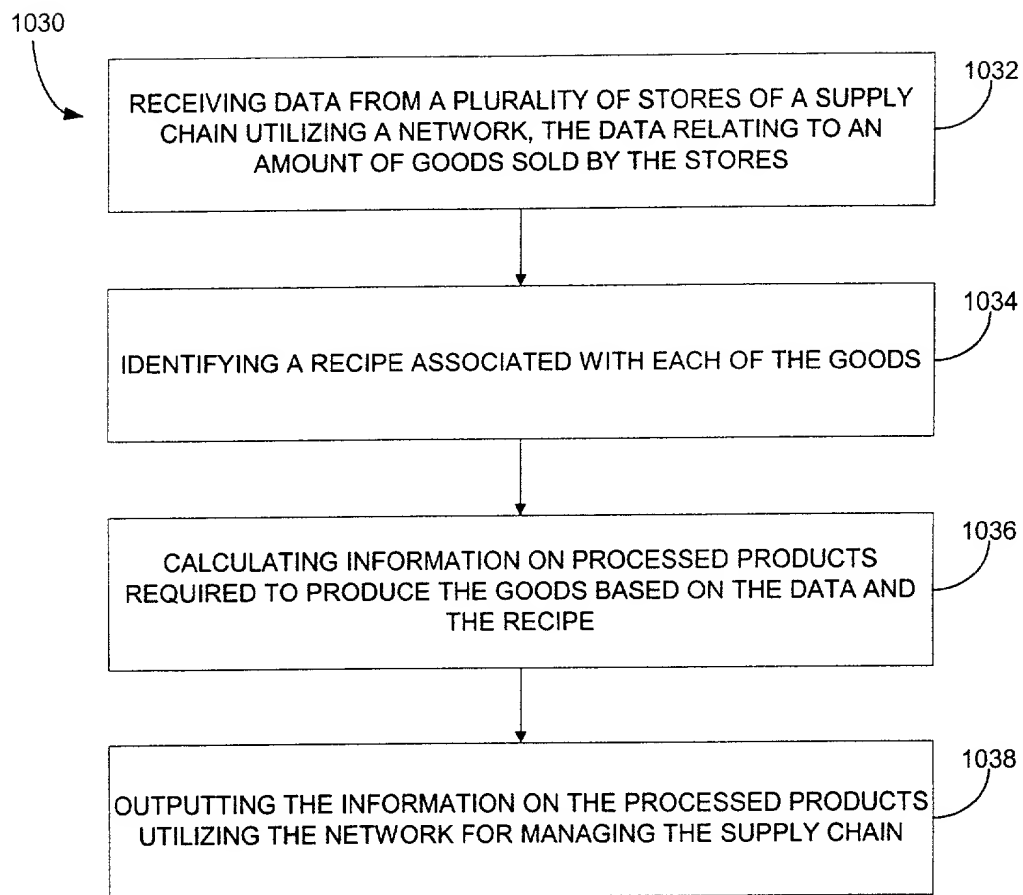 1030
1032
RECEIVING DATA FROM A PLURALITY OF STORES OF A SUPPLY
CHAIN UTILIZING A NETWORK, THE DATA RELATING TO AN
AMOUNT OF GOODS SOLD BY THE STORES
1034
IDENTIFYING A RECIPE ASSOCIATED WITH EACH OF THE GOODS
1036
CALCULATING INFORMATION ON PROCESSED PRODUCTS
REQUIRED TO PRODUCE THE GOODS BASED ON THE DATA AND
THE RECIPE
1038
OUTPUTTING THE INFORMATION ON THE PROCESSED PRODUCTS
UTILIZING THE NETWORK FOR MANAGING THE SUPPLY CHAIN